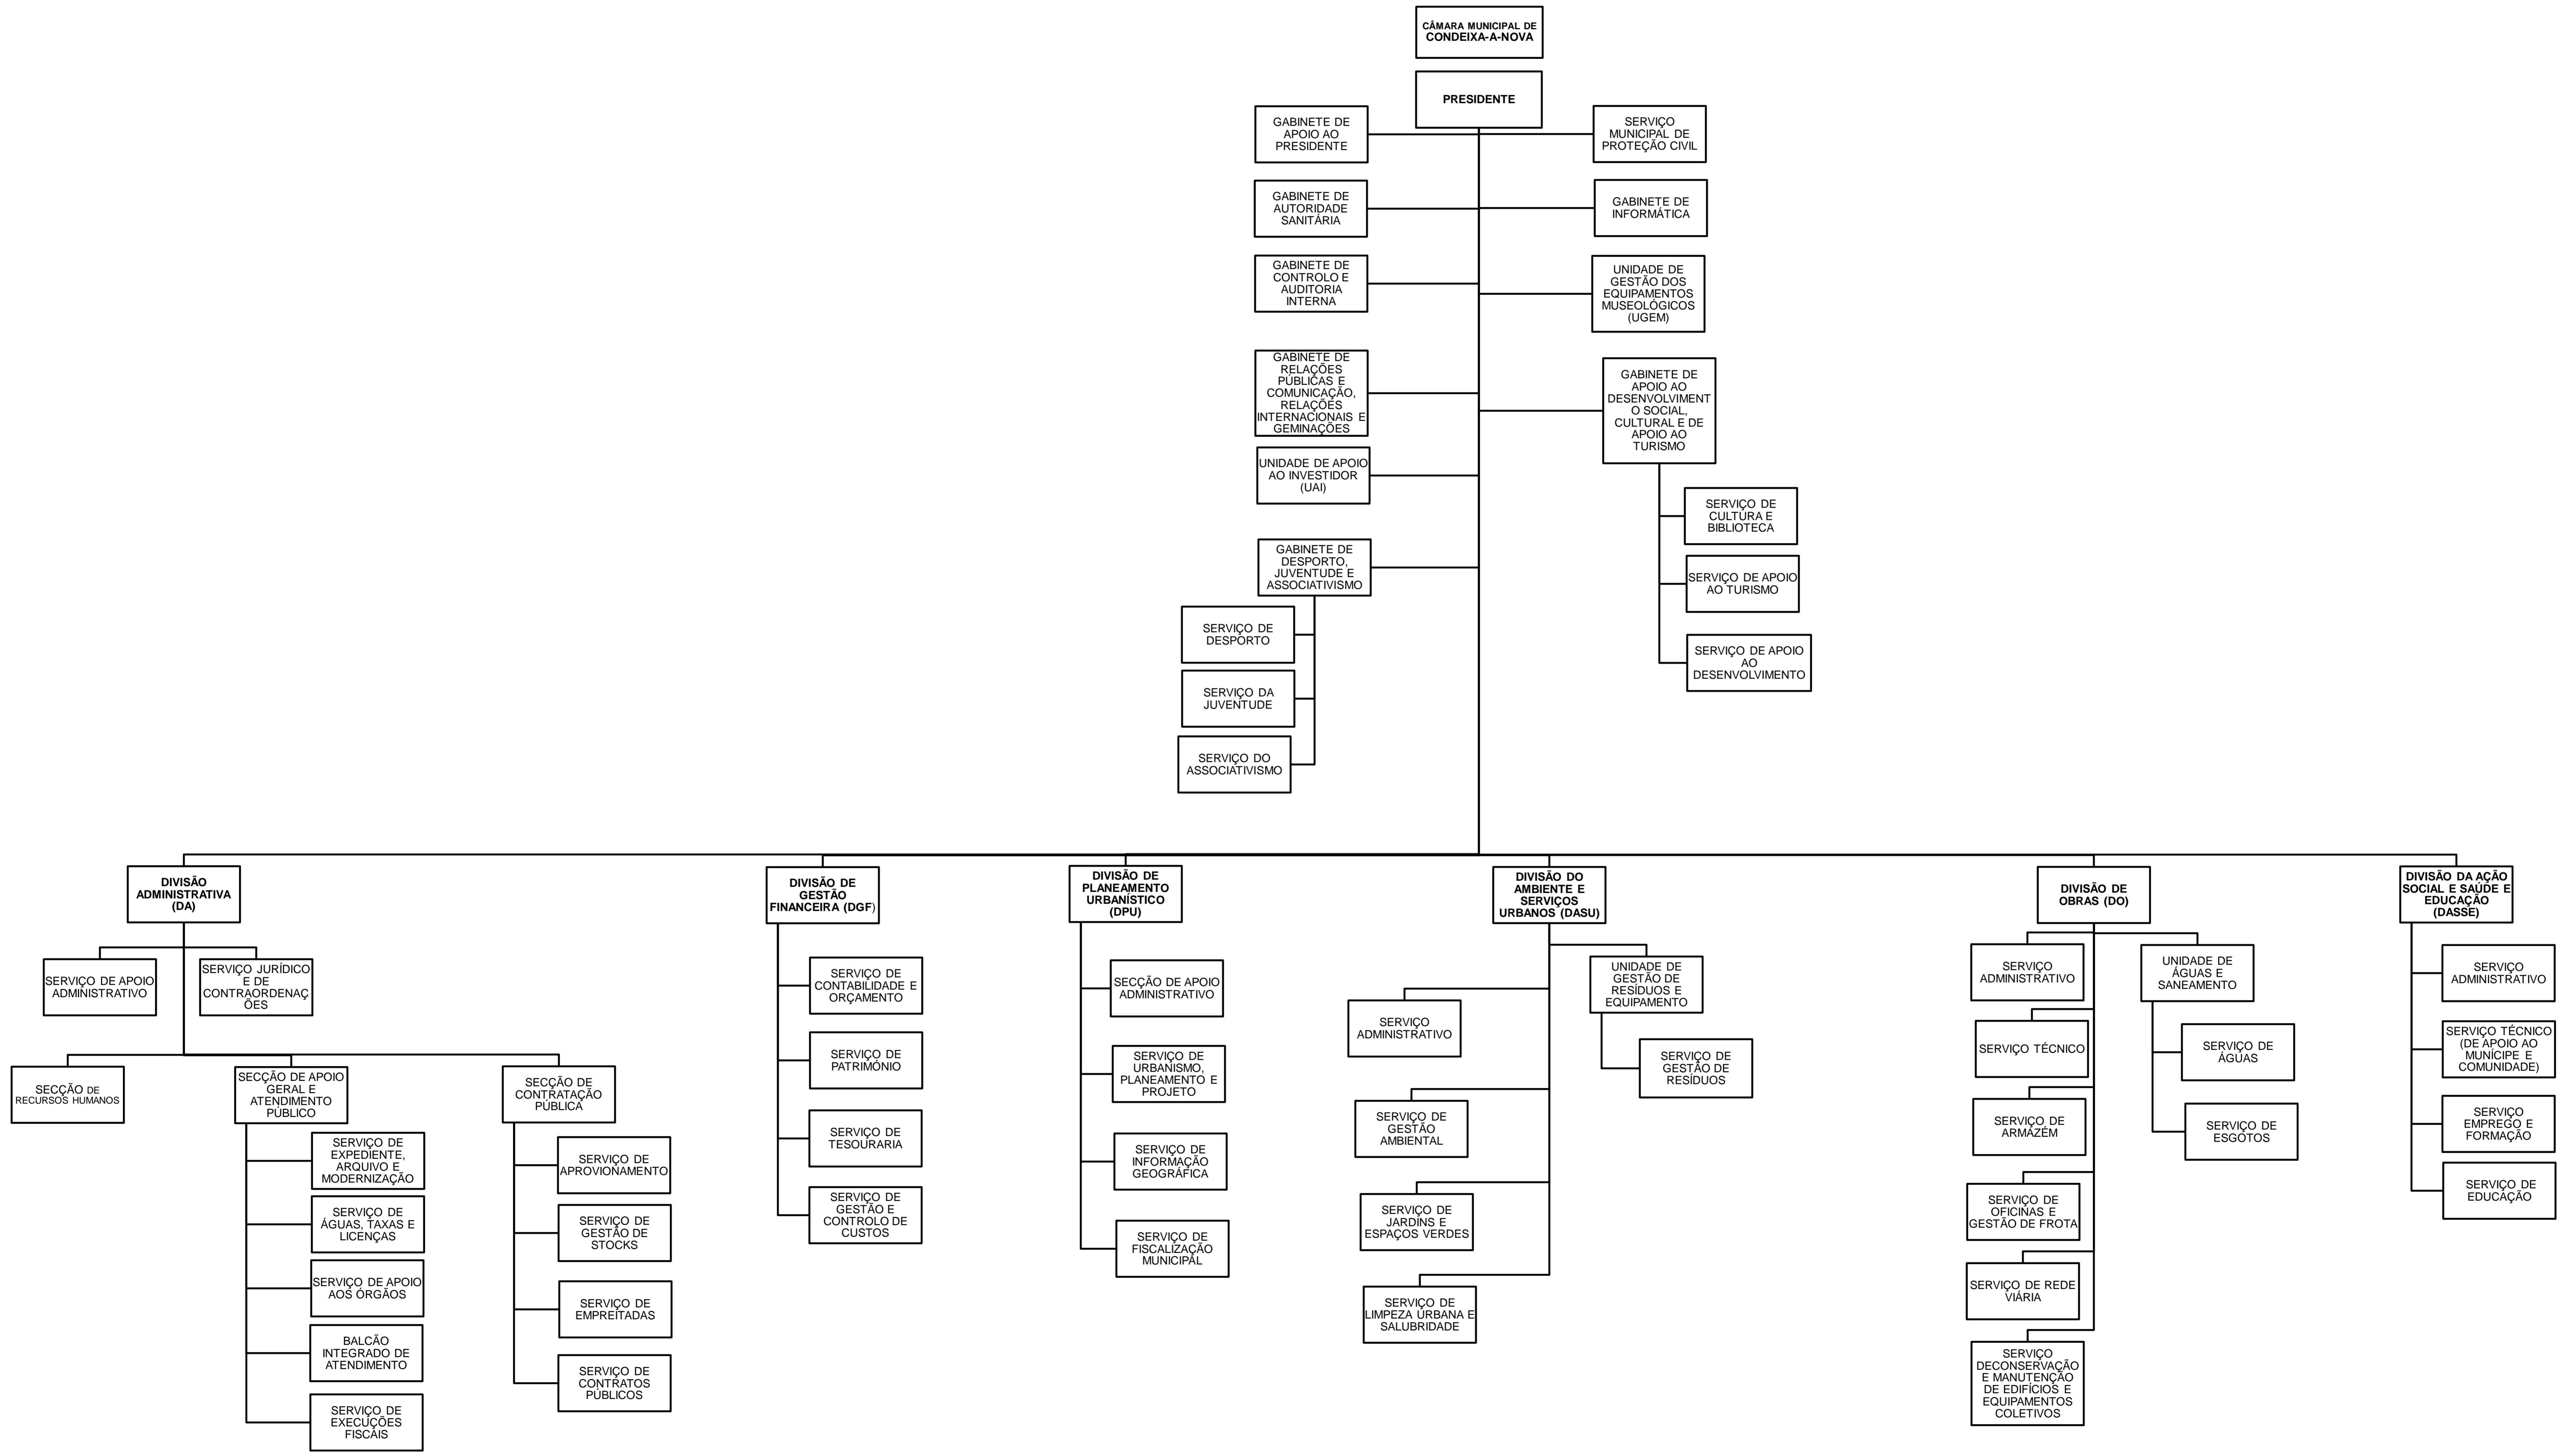 CÂMARA MUNICIPAL DE
CONDEIXA-A-NOVA
PRESIDENTE
GABINETE DE
APOIO AO
PRESIDENTE
SERVIÇO
MUNICIPAL DE
PROTEÇÃO CIVIL
GABINETE DE
AUTORIDADE
SANITÁRIA
GABINETE DE
INFORMÁTICA
GABINETE DE
CONTROLO E
AUDITORIA
INTERNA
UNIDADE DE
GESTÃO DOS
EQUIPAMENTOS
MUSEOLÓGICOS
(UGEM)
GABINETE DE
RELAÇÕES
PÚBLICAS E
COMUNICAÇÃO,
RELAÇÕES
INTERNACIONAIS E
GEMINAÇÕES
GABINETE DE
APOIO AO
DESENVOLVIMENT
O SOCIAL,
CULTURAL E DE
APOIO AO
TURISMO
UNIDADE DE APOIO
AO INVESTIDOR
(UAI)
SERVIÇO DE
CULTURA E
BIBLIOTECA
SERVIÇO DE APOIO
AO TURISMO
SERVIÇO DE APOIO
AO
DESENVOLVIMENTO
GABINETE DE
DESPORTO,
JUVENTUDE E
ASSOCIATIVISMO
SERVIÇO DE
DESPORTO
SERVIÇO DA
JUVENTUDE
SERVIÇO DO
ASSOCIATIVISMO
DIVISÃO
ADMINISTRATIVA
(DA)
SERVIÇO DE APOIO
ADMINISTRATIVO
SERVIÇO JURÍDICO
E DE
CONTRAORDENAÇ
ÕES
SECÇÃO DE
RECURSOS HUMANOS
SECÇÃO DE APOIO
GERAL E
ATENDIMENTO
PÚBLICO
SERVIÇO DE
EXPEDIENTE,
ARQUIVO E
MODERNIZAÇÃO
SERVIÇO DE
ÁGUAS, TAXAS E
LICENÇAS
SERVIÇO DE APOIO
AOS ÓRGÃOS
BALCÃO
INTEGRADO DE
ATENDIMENTO
SERVIÇO DE
EXECUÇÕES
FISCAIS
SECÇÃO DE
CONTRATAÇÃO
PÚBLICA
SERVIÇO DE
APROVIONAMENTO
SERVIÇO DE
GESTÃO DE
STOCKS
SERVIÇO DE
EMPREITADAS
SERVIÇO DE
CONTRATOS
PÚBLICOS
DIVISÃO DE
GESTÃO
FINANCEIRA (DGF)
SERVIÇO DE
CONTABILIDADE E
ORÇAMENTO
SERVIÇO DE
PATRIMÓNIO
SERVIÇO DE
TESOURARIA
SERVIÇO DE
GESTÃO E
CONTROLO DE
CUSTOS
DIVISÃO DE
PLANEAMENTO
URBANÍSTICO
(DPU)
SECÇÃO DE APOIO
ADMINISTRATIVO
SERVIÇO DE
URBANISMO,
PLANEAMENTO E
PROJETO
SERVIÇO DE
INFORMAÇÃO
GEOGRÁFICA
SERVIÇO DE
FISCALIZAÇÃO
MUNICIPAL
DIVISÃO DO
AMBIENTE E
SERVIÇOS
URBANOS (DASU)
UNIDADE DE
GESTÃO DE
RESÍDUOS E
EQUIPAMENTO
SERVIÇO DE
GESTÃO DE
RESÍDUOS
SERVIÇO
ADMINISTRATIVO
SERVIÇO DE
GESTÃO
AMBIENTAL
SERVIÇO DE
JARDINS E
ESPAÇOS VERDES
SERVIÇO DE
LIMPEZA URBANA E
SALUBRIDADE
DIVISÃO DE
OBRAS (DO)
SERVIÇO
ADMINISTRATIVO
SERVIÇO TÉCNICO
SERVIÇO DE
ARMAZÉM
SERVIÇO DE
OFICINAS E
GESTÃO DE FROTA
SERVIÇO DE REDE
VIÁRIA
SERVIÇO
DECONSERVAÇÃO
E MANUTENÇÃO
DE EDIFÍCIOS E
EQUIPAMENTOS
COLETIVOS
UNIDADE DE
ÁGUAS E
SANEAMENTO
SERVIÇO DE
ÁGUAS
SERVIÇO DE
ESGOTOS
DIVISÃO DA AÇÃO
SOCIAL E SAÚDE E
EDUCAÇÃO
(DASSE)
SERVIÇO
ADMINISTRATIVO
SERVIÇO TÉCNICO
(DE APOIO AO
MUNÍCIPE E
COMUNIDADE)
SERVIÇO
EMPREGO E
FORMAÇÃO
SERVIÇO DE
EDUCAÇÃO